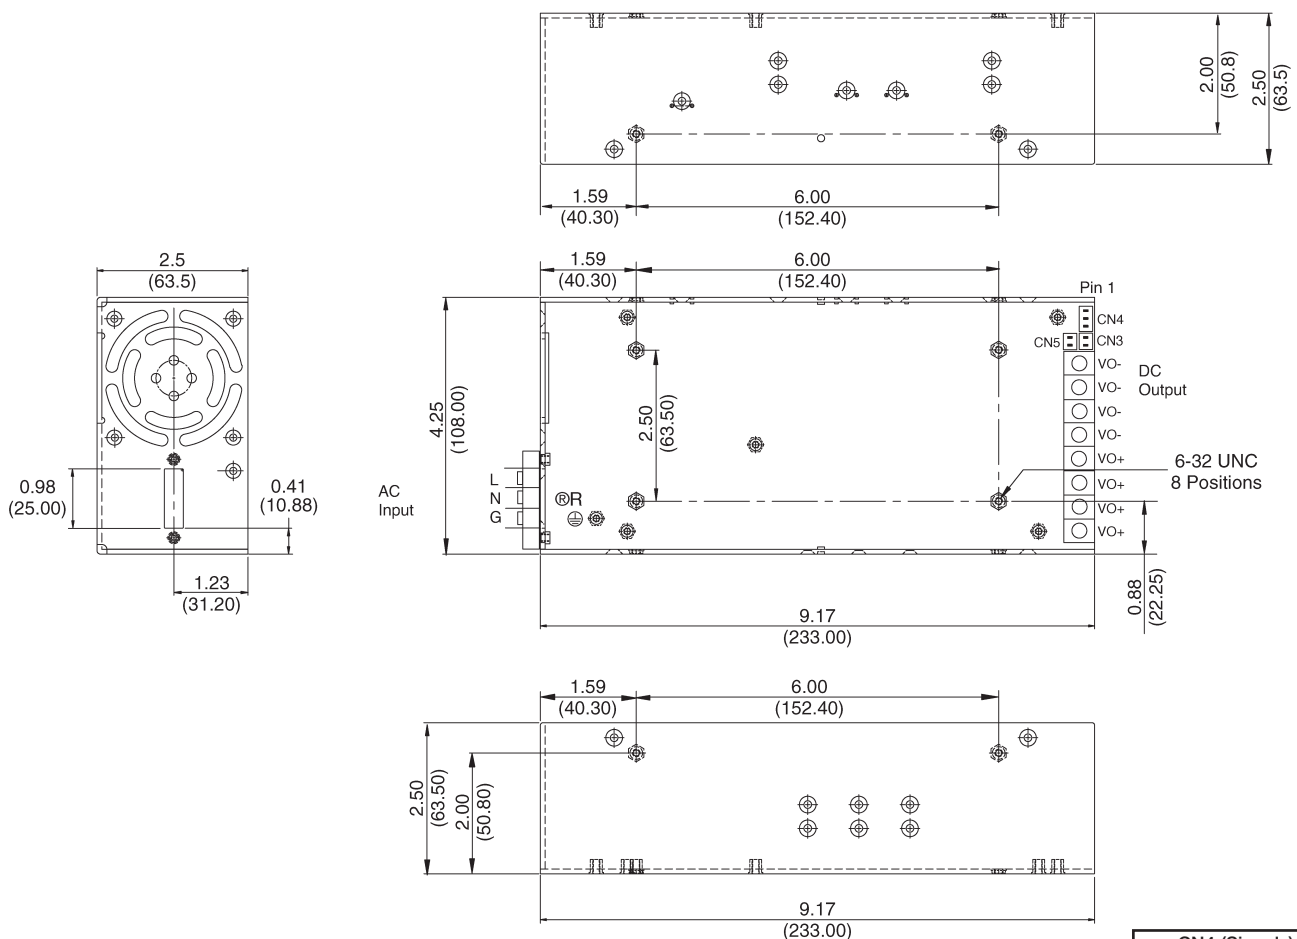 2.00
(50.8)
2.50
(63.5)
1.59
(40.30)
6.00
(152.40)
2.5
(63.5)
0.98
(25.00)
0.41
(10.88)
1.23
(31.20)
1.59
(40.30)
6.00
(152.40)
Pin 1
CN4
CN5
CN3
VO-
VO-
VO-
VO-
VO+
VO+
VO+
VO+
DC
Output
4.25
(108.00)
2.50
(63.50)
6-32 UNC
8 Positions
AC
Input
L
N
G
®R
0.88
(22.25)
9.17
(233.00)
1.59
(40.30)
6.00
(152.40)
2.50
(63.50)
2.00
(50.80)
9.17
(233.00)